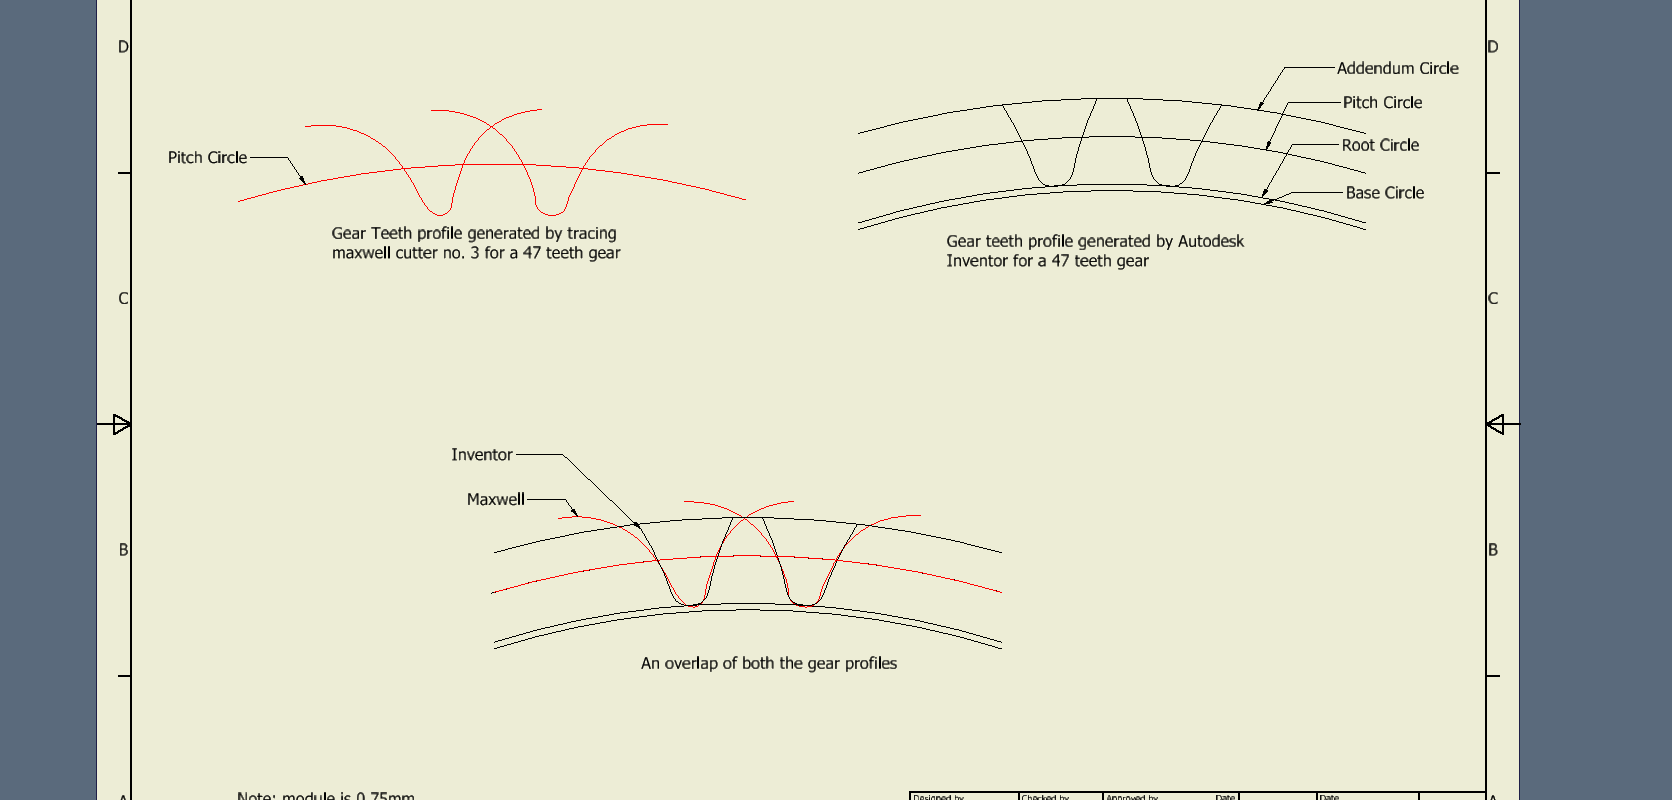 D
D
Addendum Circle
Pitch Circle
Root Circle
Base Circle
Pitch Circle
Gear Teeth profile generated by tracing
maxwell cutter no. 3 for a 47 teeth gear
Gear teeth profile generated by Autodesk
Inventor for a 47 teeth gear
C
C
Inventor
Maxwell
B
B
An overlap of both the gear profiles
Note: module is 0.75mm
A
A
Designed by
Checked by
Approved by
Date
Date